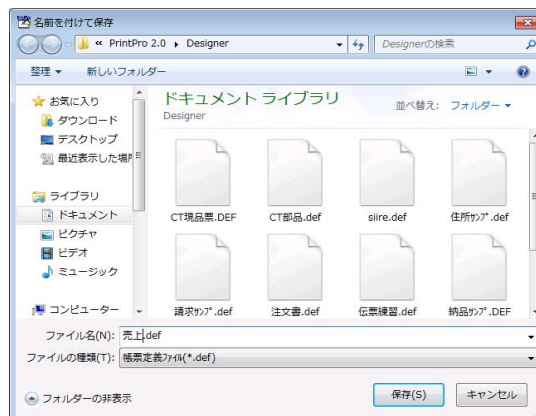 名前を付けて保存
« PrintPro 2.0 ▸ Designer
Designerの検索
整理 ▼ 新しいフォルダー
お気に入り
ダウンロード
デスクトップ
最近表示した場所
ライブラリ
ドキュメント
ピクチャ
ビデオ
ミュージック
コンピューター
ドキュメント ライブラリ
Designer
並べ替え: フォルダー ▼
CT現品票.DEF CT部品.def siire.def 住所ｻﾝﾌﾟ.def
請求ｻﾝﾌﾟ.def 注文書.def 伝票練習.def 納品ｻﾝﾌﾟ.DEF
ファイル名(N): 売上.def
ファイルの種類(T): 帳票定義ﾌｧｲﾙ(*.def)
フォルダーの非表示
保存(S) キャンセル